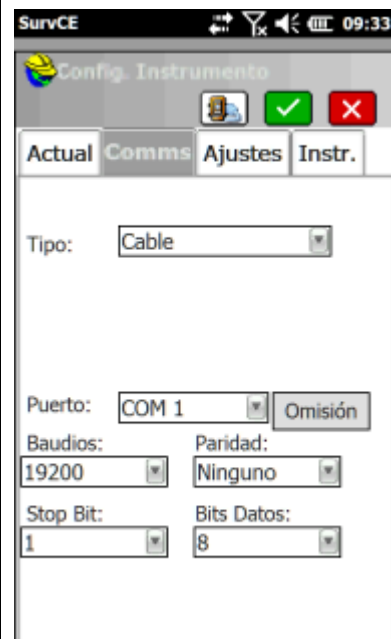 SurvCE 09:33
Config. Instrumento
Actual Comms Ajustes Instr.
Tipo: Cable
Puerto: COM 1 Omisión
Baudios: Paridad:
19200 Ninguno
Stop Bit: Bits Datos:
1 8